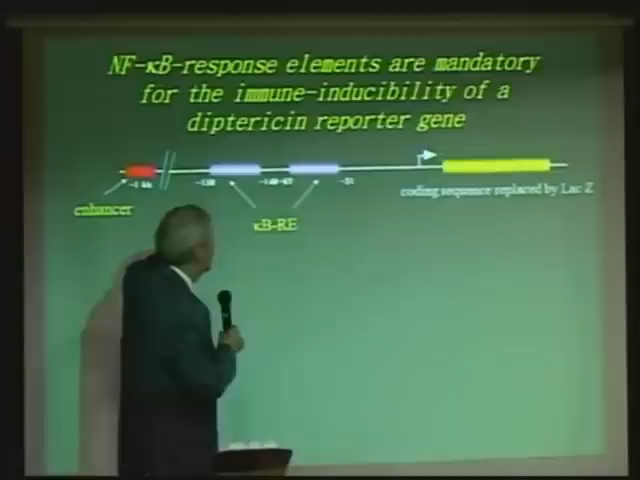 NF-κB-response elements are mandatory
for the immune-inducibility of a
diptericin reporter gene
enhancer
κB-RE
coding sequence replaced by Lac Z